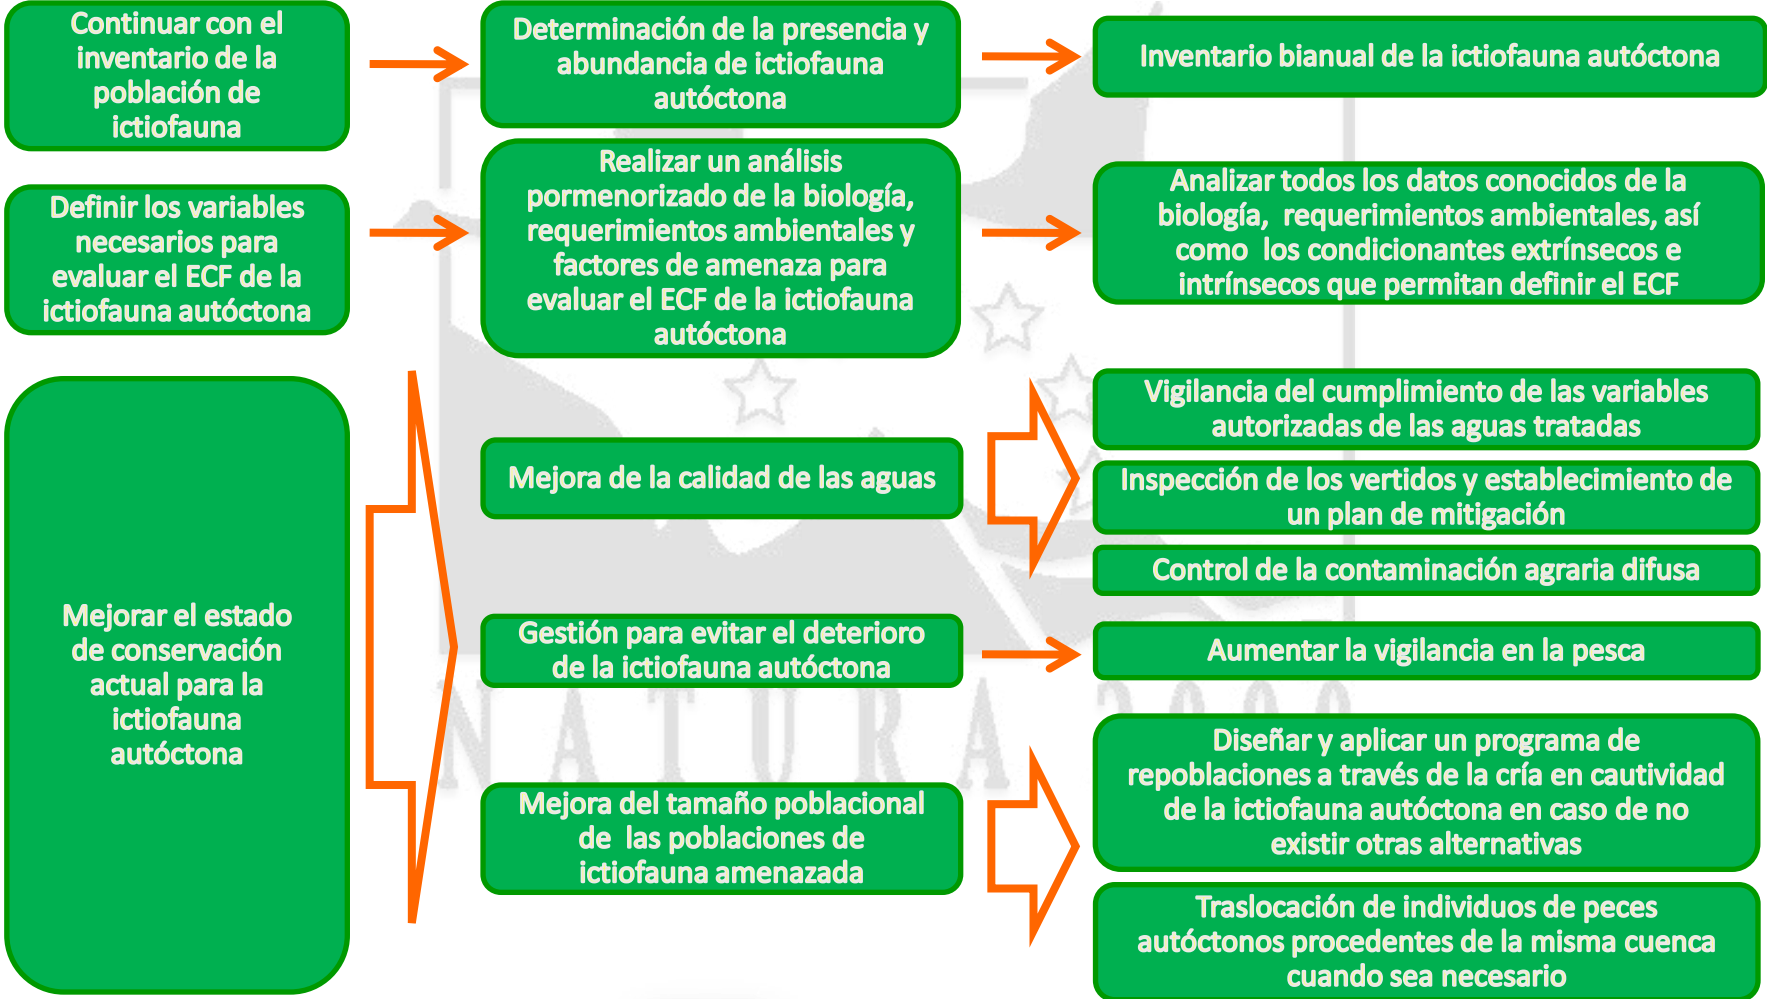 Continuar con el
inventario de la
población de
ictiofauna
Determinación de la presencia y
abundancia de ictiofauna
autóctona
Inventario bianual de la ictiofauna autóctona
Definir los variables
necesarios para
evaluar el ECF de la
ictiofauna autóctona
Realizar un análisis
pormenorizado de la biología,
requerimientos ambientales y
factores de amenaza para
evaluar el ECF de la ictiofauna
autóctona
Analizar todos los datos conocidos de la
biología, requerimientos ambientales, así
como los condicionantes extrínsecos e
intrínsecos que permitan definir el ECF
Mejorar el estado
de conservación
actual para la
ictiofauna
autóctona
Mejora de la calidad de las aguas
Vigilancia del cumplimiento de las variables
autorizadas de las aguas tratadas
Inspección de los vertidos y establecimiento de
un plan de mitigación
Control de la contaminación agraria difusa
Gestión para evitar el deterioro
de la ictiofauna autóctona
Aumentar la vigilancia en la pesca
Mejora del tamaño poblacional
de las poblaciones de
ictiofauna amenazada
Diseñar y aplicar un programa de
repoblaciones a través de la cría en cautividad
de la ictiofauna autóctona en caso de no
existir otras alternativas
Traslocación de individuos de peces
autóctonos procedentes de la misma cuenca
cuando sea necesario
NATURA 2000